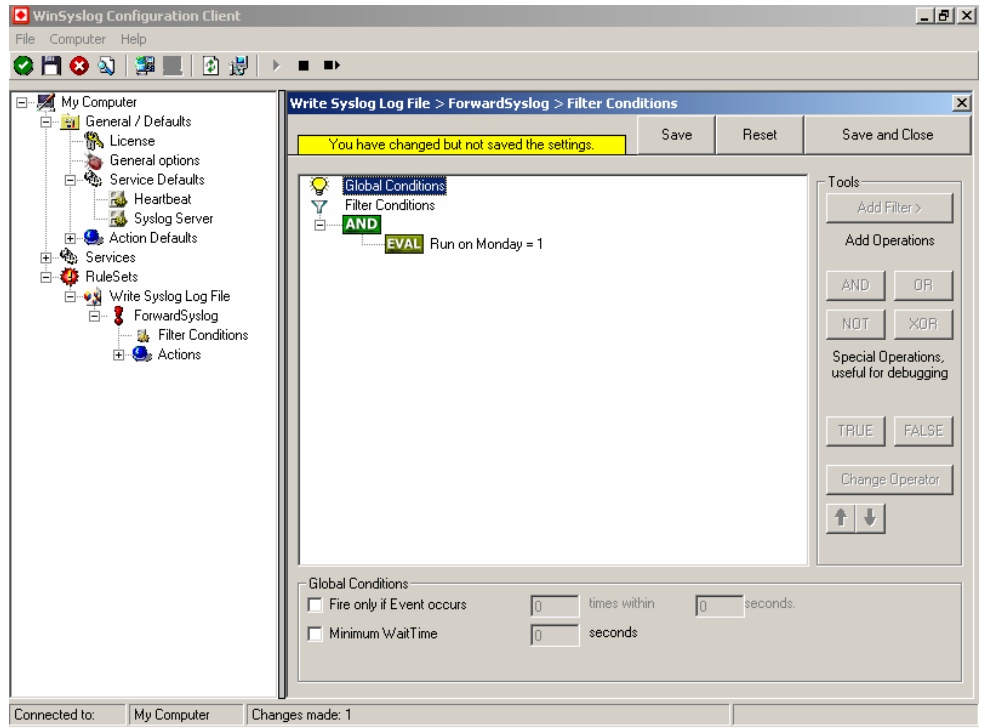 WinSyslog Configuration Client
File Computer Help
My Computer
General / Defaults
License
General options
Service Defaults
Heartbeat
Syslog Server
Action Defaults
Services
RuleSets
Write Syslog Log File
ForwardSyslog
Filter Conditions
Actions
Write Syslog Log File > ForwardSyslog > Filter Conditions
You have changed but not saved the settings.
Save
Reset
Save and Close
Global Conditions
Filter Conditions
AND
EVAL Run on Monday = 1
Tools
Add Filter >
Add Operations
AND OR
NOT XOR
Special Operations,
useful for debugging
TRUE FALSE
Change Operator
Global Conditions
Fire only if Event occurs 0 times within 0 seconds.
Minimum WaitTime 0 seconds
Connected to: My Computer Changes made: 1